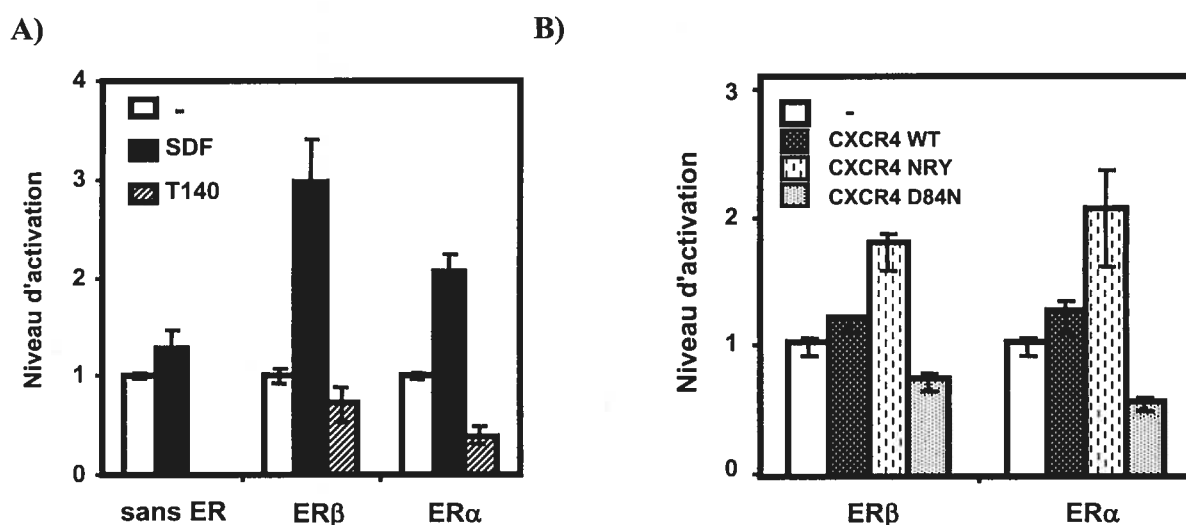 A)
Niveau d'activation
4
3
2
1
0
-
SDF
T140
sans ER
ERβ
ERα
B)
Niveau d'activation
3
2
1
0
-
CXCR4 WT
CXCR4 NRY
CXCR4 D84N
ERβ
ERα